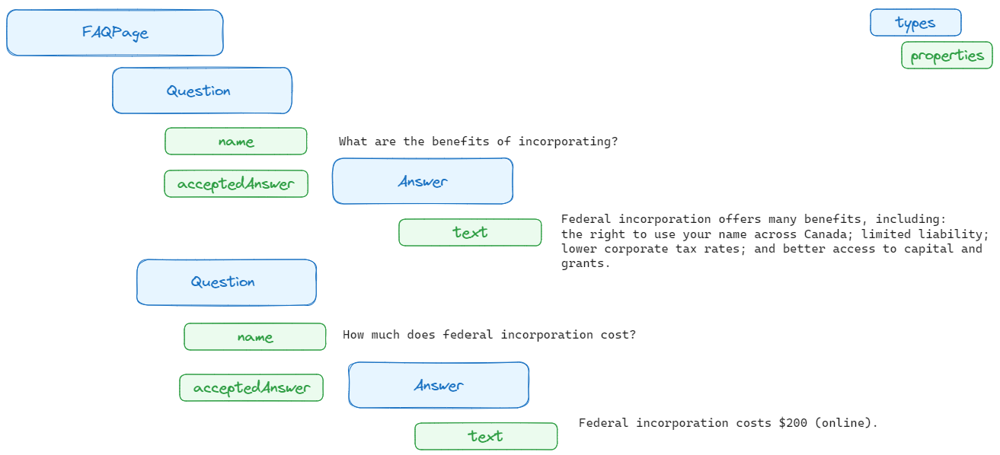 FAQPage
types
properties
Question
name
What are the benefits of incorporating?
acceptedAnswer
Answer
text
Federal incorporation offers many benefits, including:
the right to use your name across Canada; limited liability;
lower corporate tax rates; and better access to capital and
grants.
Question
name
How much does federal incorporation cost?
acceptedAnswer
Answer
text
Federal incorporation costs $200 (online).